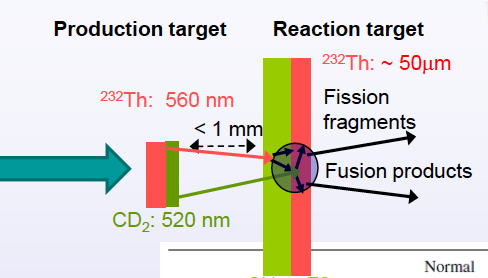 Production target
Reaction target
²³²Th: ~ 50μm
²³²Th: 560 nm
Fission
fragments
< 1 mm
Fusion products
CD₂: 520 nm
Normal